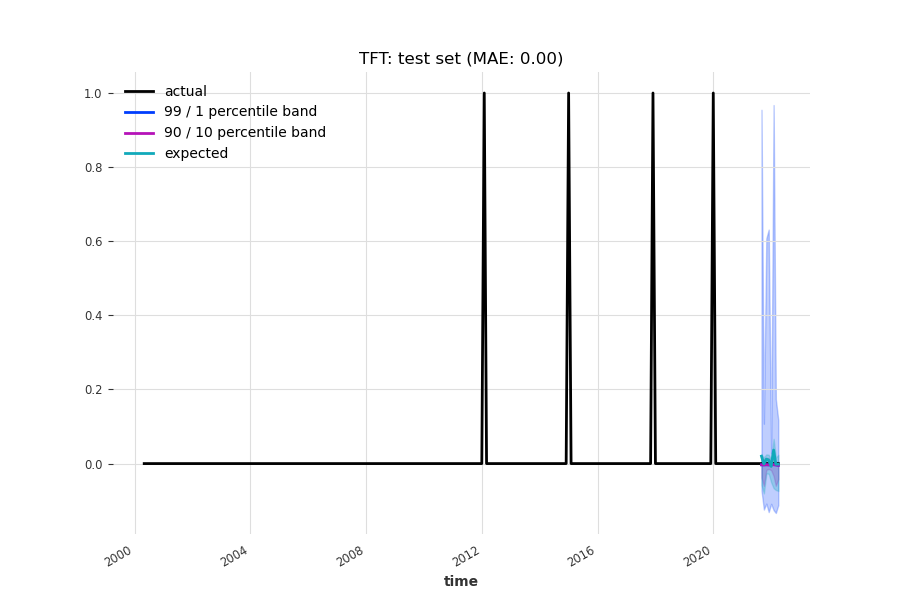 TFT: test set (MAE: 0.00)
actual
99 / 1 percentile band
90 / 10 percentile band
expected
1.0
0.8
0.6
0.4
0.2
0.0
2000
2004
2008
2012
2016
2020
time